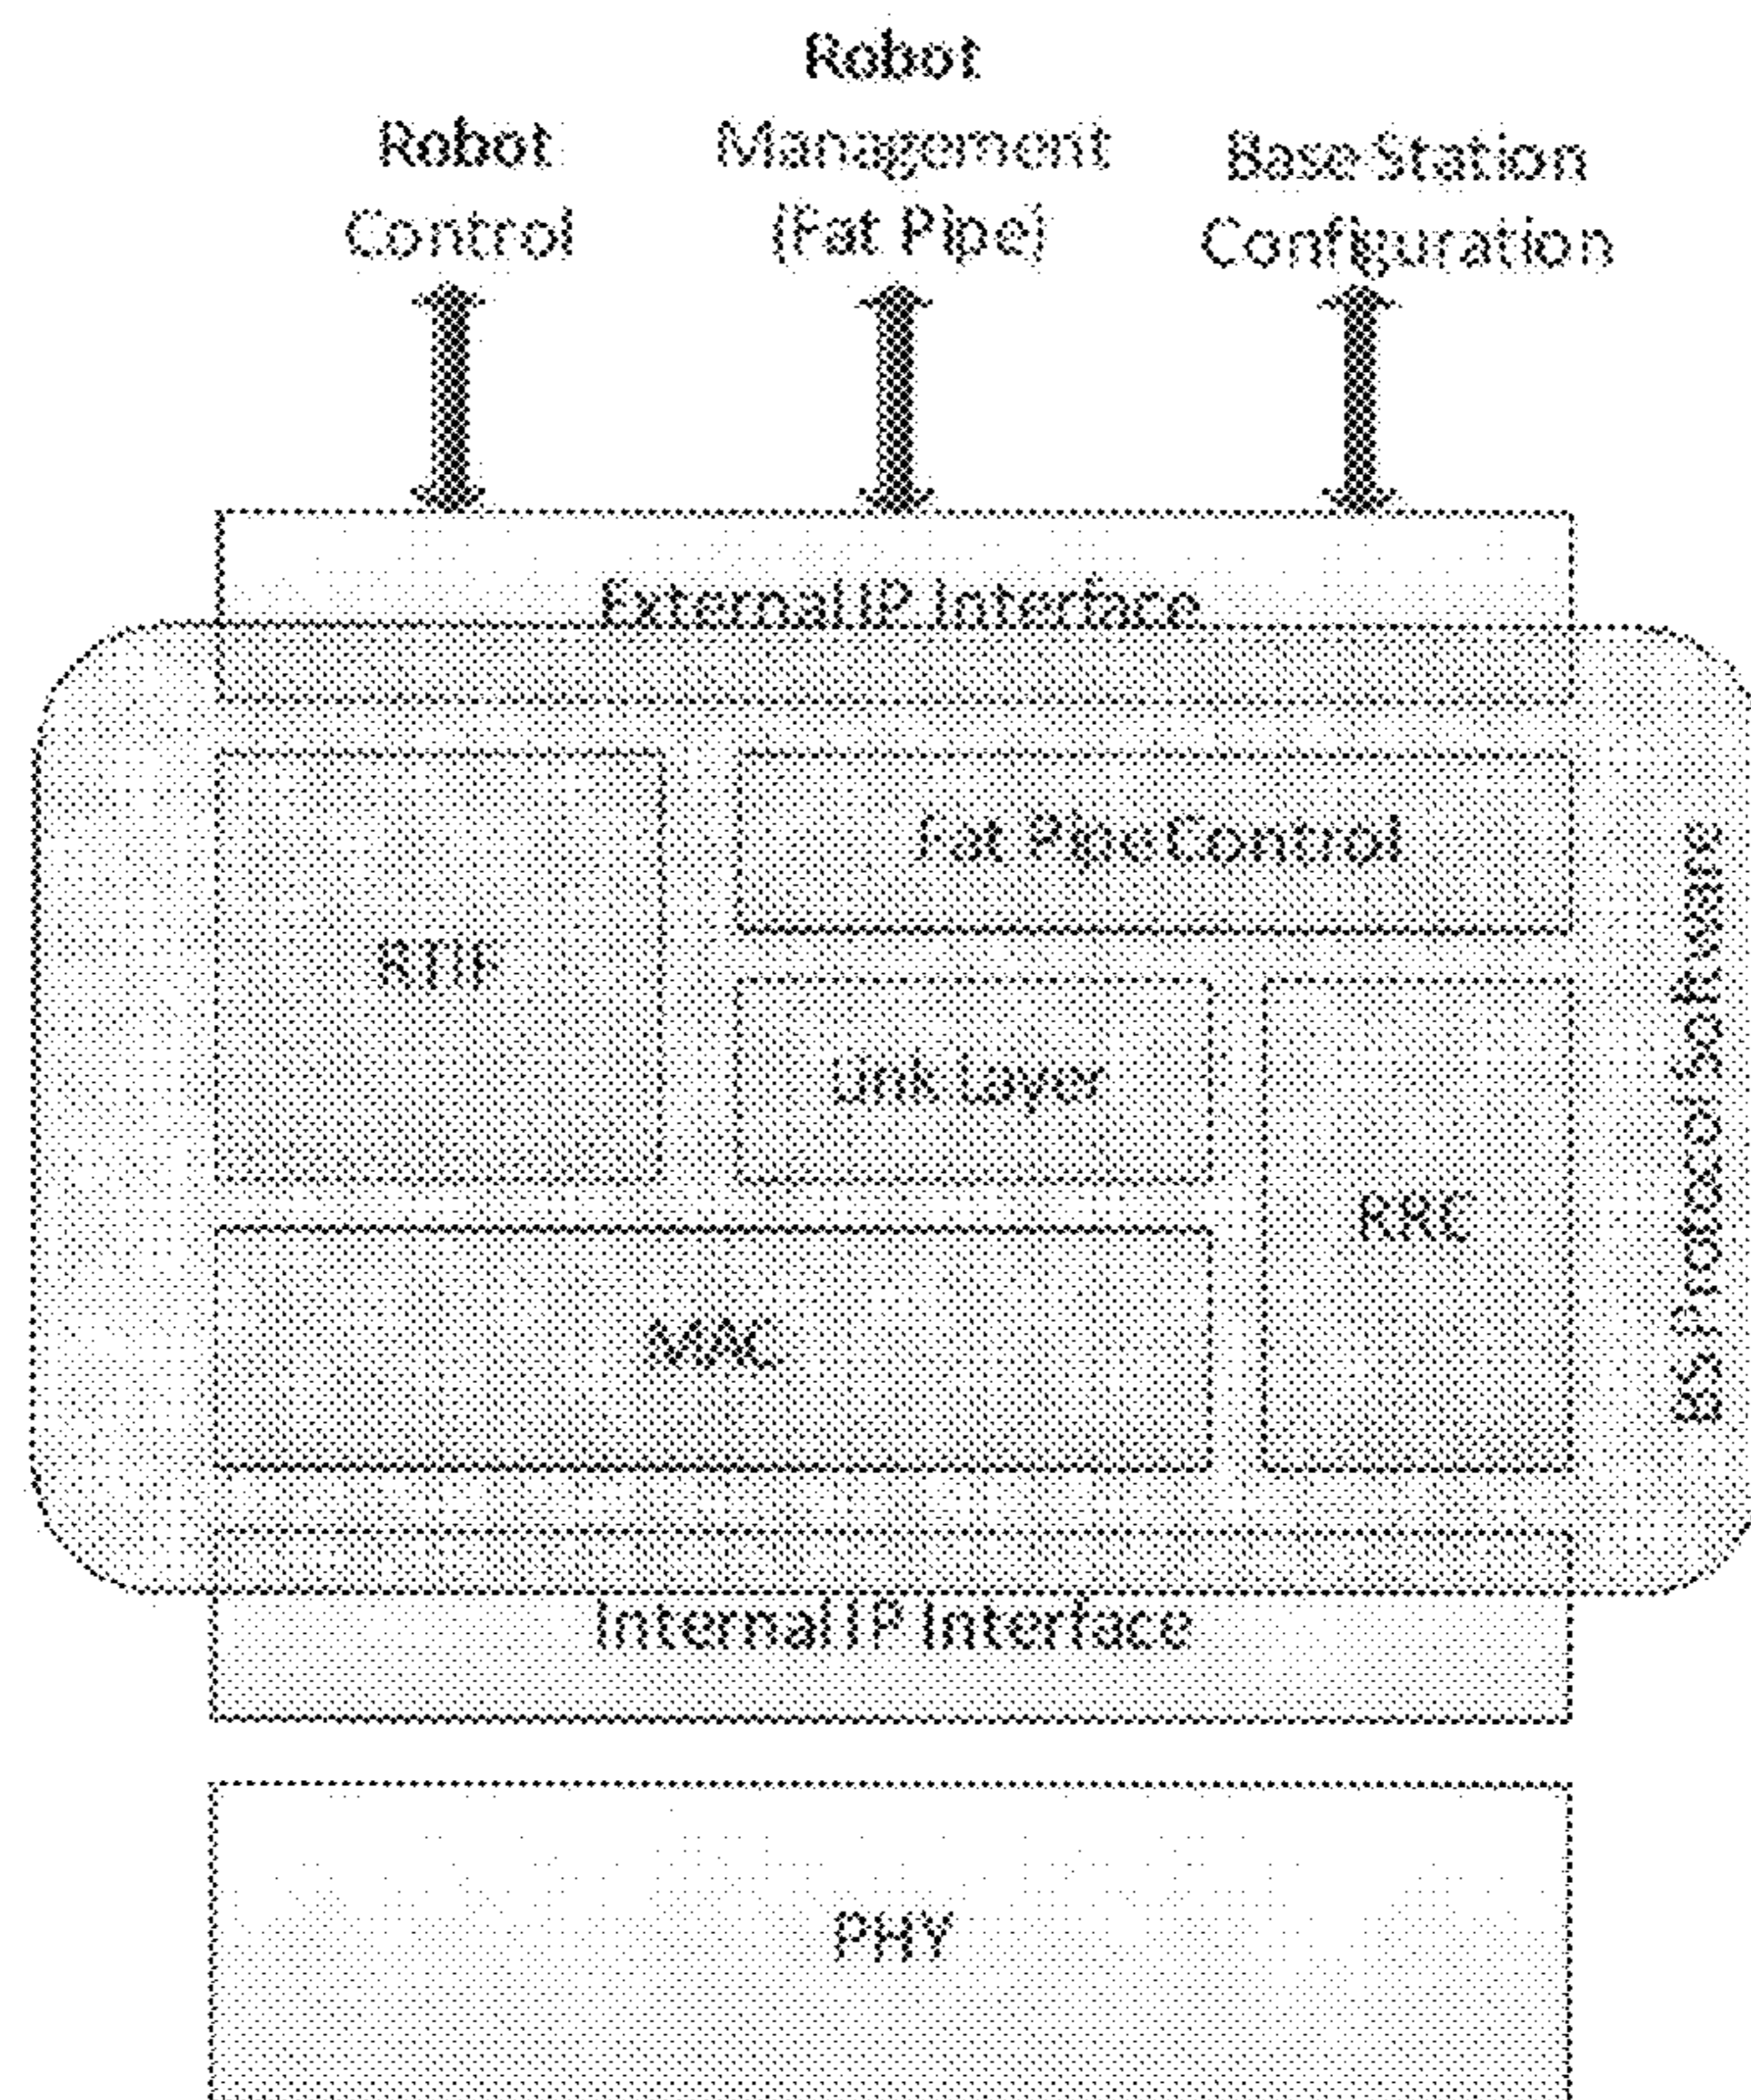 Robot
Control
Robot
Management
(Fat Pipe)
Base Station
Configuration
External IP Interface
RTIF
Fat Pipe Control
Link Layer
RRC
MAC
BS Protocol Software
Internal IP Interface
PHY